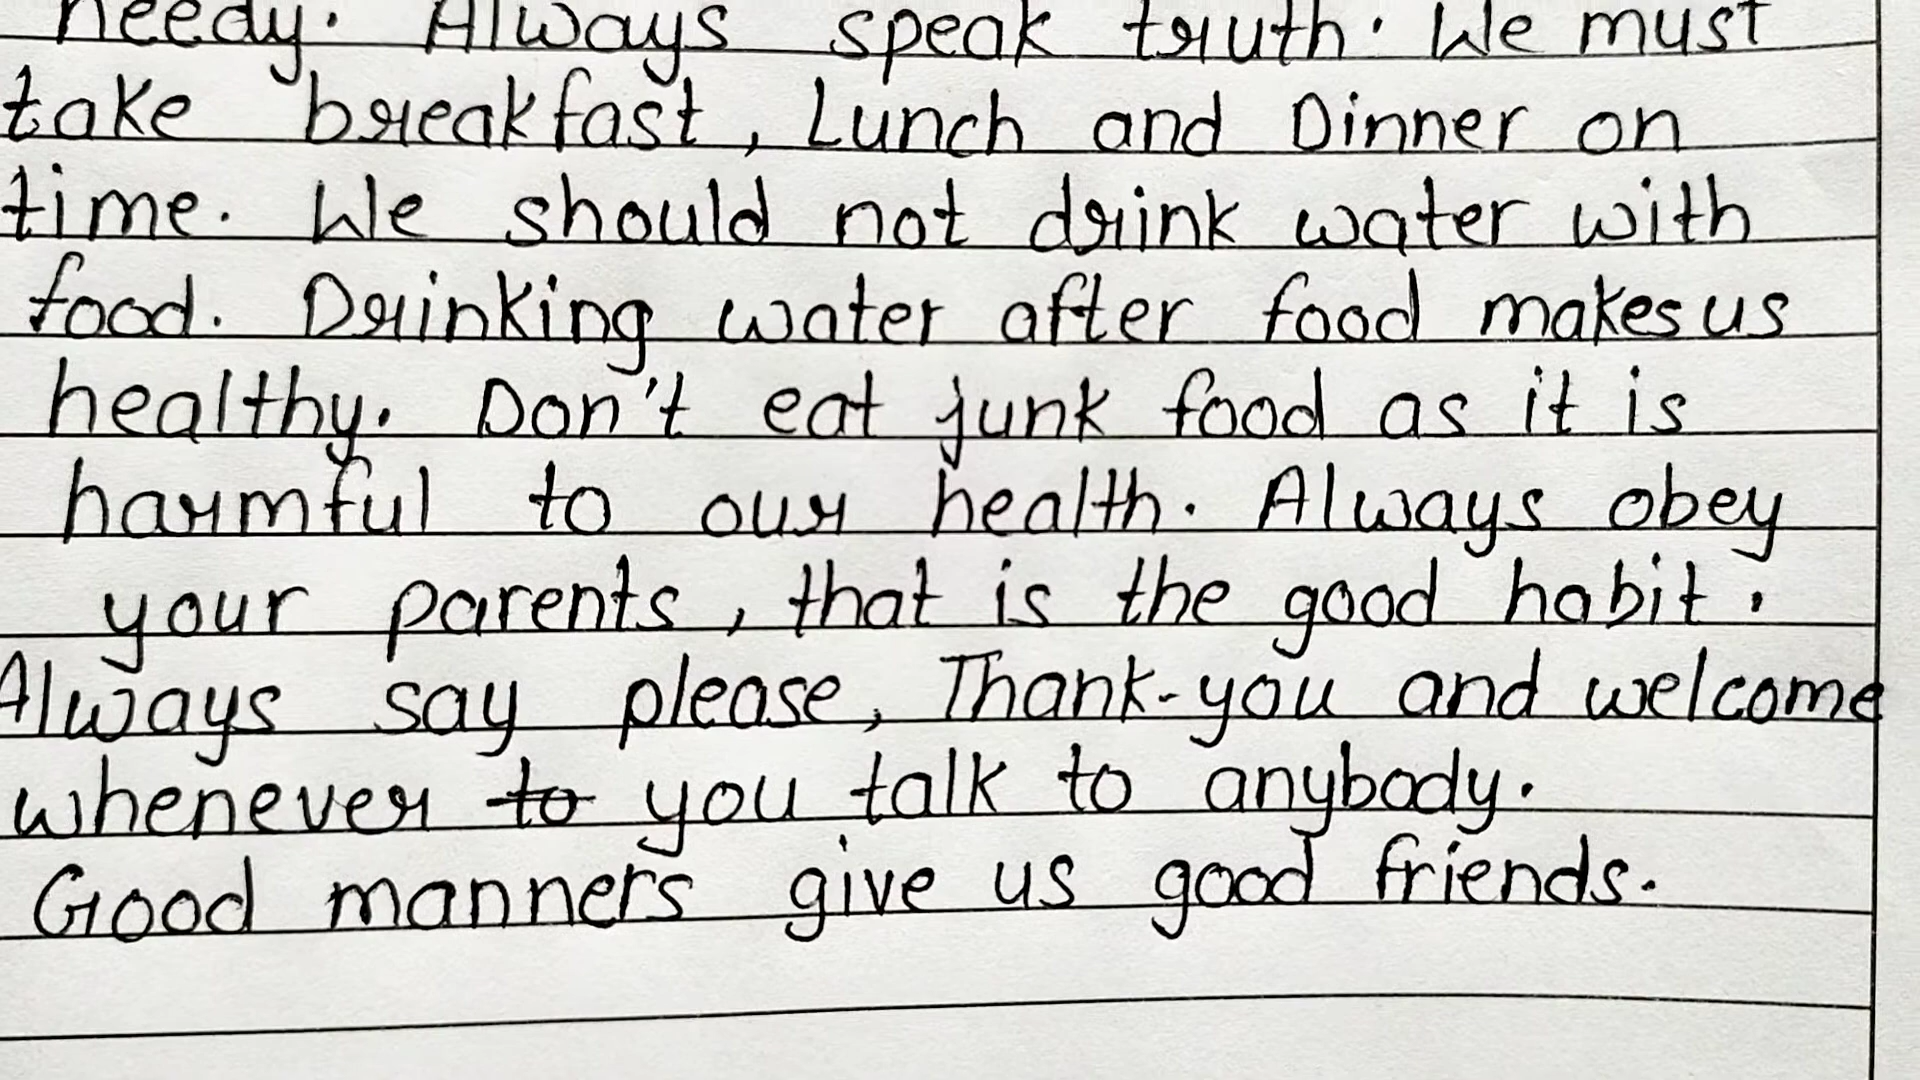 needy. Always speak truth. We must
take breakfast, Lunch and Dinner on
time. We should not drink water with
food. Drinking water after food makes us
healthy. Don't eat junk food as it is
harmful to our health. Always obey
your parents, that is the good habit.
Always say please, Thank-you and welcome
whenever to you talk to anybody.
Good manners give us good friends.